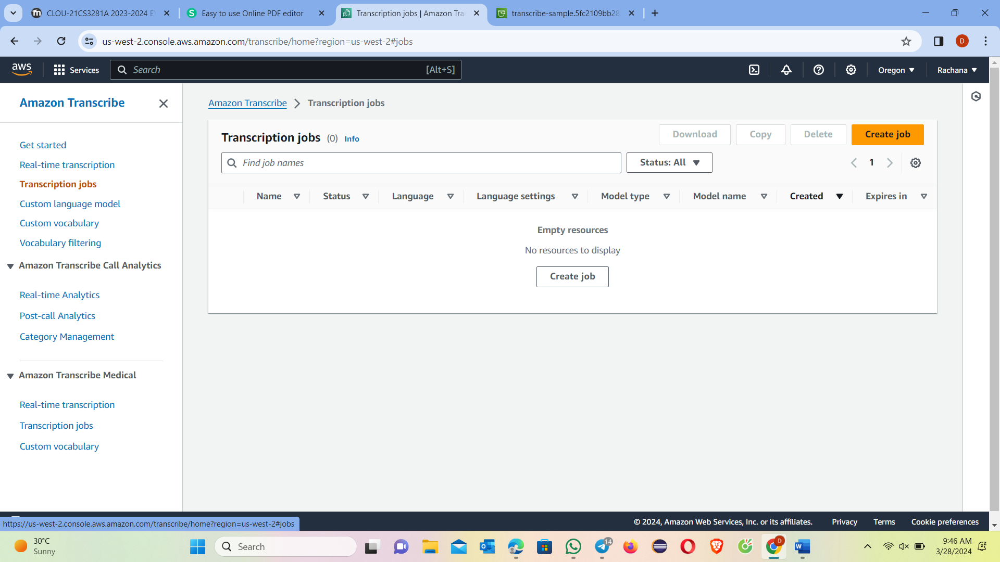 CLOU-21CS3281A 2023-2024 E
Easy to use Online PDF editor
Transcription jobs | Amazon Tra
transcribe-sample.5fc2109bb28
us-west-2.console.aws.amazon.com/transcribe/home?region=us-west-2#jobs
D
aws
Services
Search
[Alt+S]
Oregon
Rachana
Amazon Transcribe
Get started
Real-time transcription
Transcription jobs
Custom language model
Custom vocabulary
Vocabulary filtering
Amazon Transcribe Call Analytics
Real-time Analytics
Post-call Analytics
Category Management
Amazon Transcribe Medical
Real-time transcription
Transcription jobs
Custom vocabulary
Amazon Transcribe > Transcription jobs
Transcription jobs (0) Info
Download
Copy
Delete
Create job
Find job names
Status: All
1
Name
Status
Language
Language settings
Model type
Model name
Created
Expires in
Empty resources
No resources to display
Create job
https://us-west-2.console.aws.amazon.com/transcribe/home?region=us-west-2#jobs
© 2024, Amazon Web Services, Inc. or its affiliates.
Privacy
Terms
Cookie preferences
30°C
Sunny
Search
14
D
9:46 AM
3/28/2024